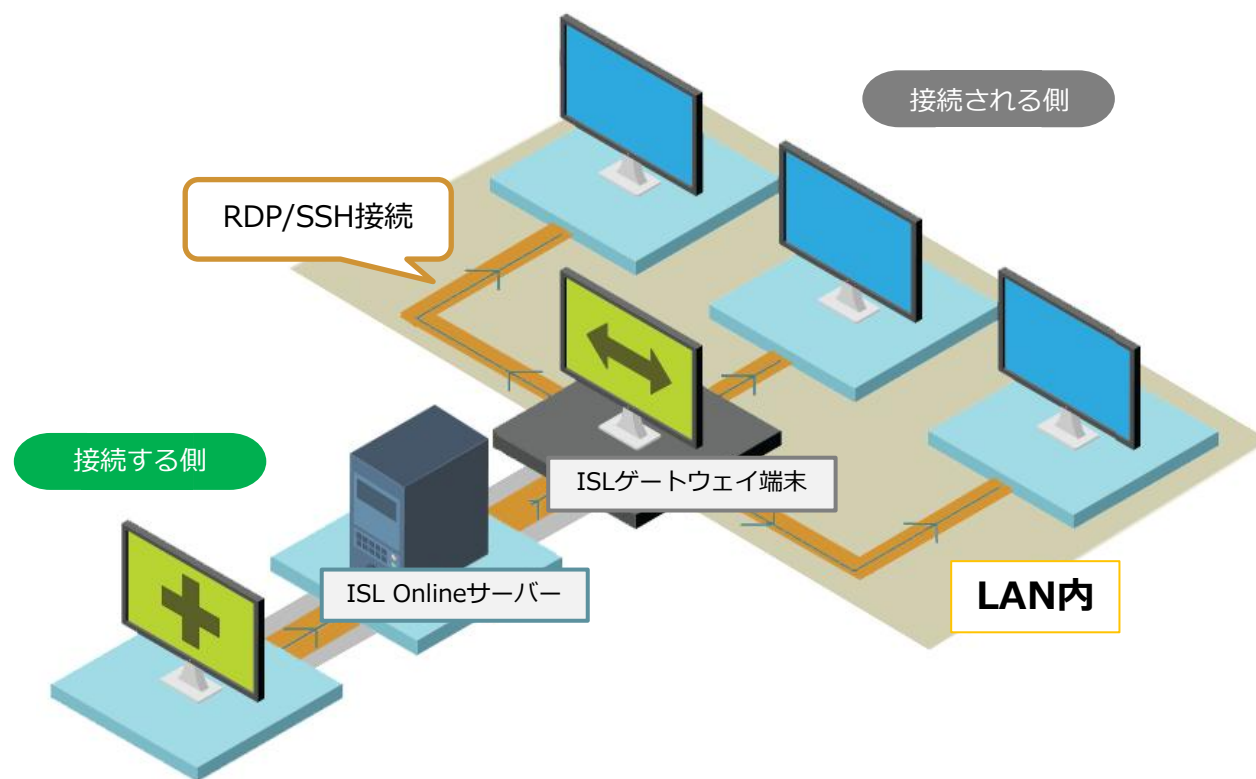 接続される側
RDP/SSH接続
接続する側
ISLゲートウェイ端末
ISL Onlineサーバー
LAN内